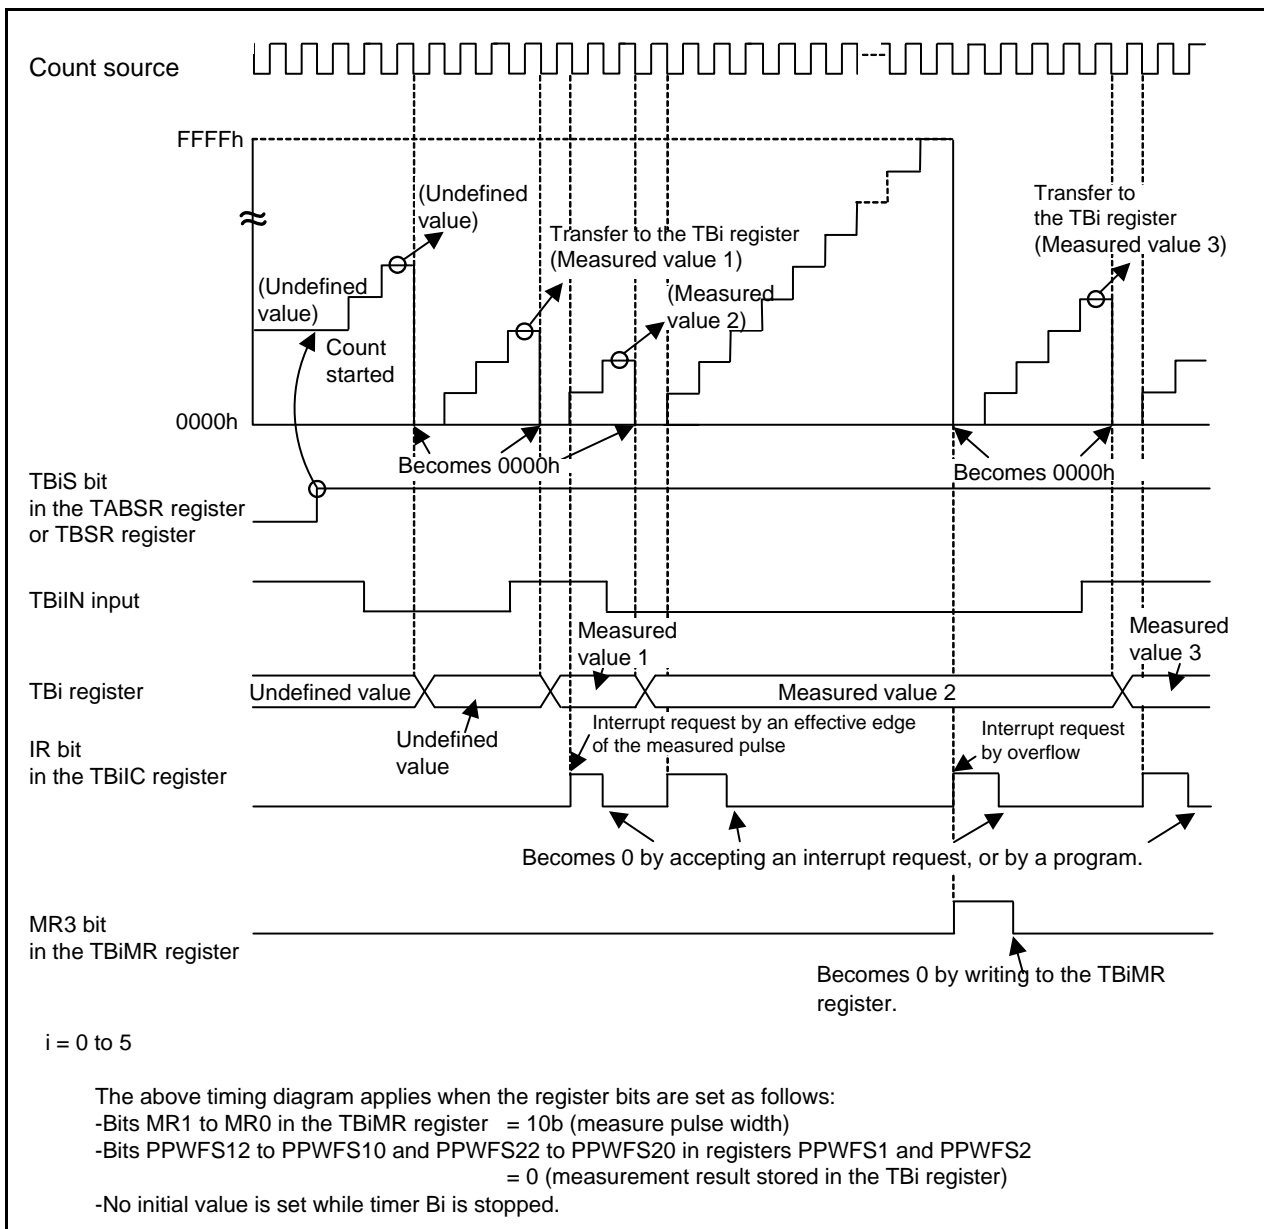 Count source
FFFFh
(Undefined
value)
Transfer to the TBi register
(Measured value 1)
Transfer to
the TBi register
(Measured value 3)
(Undefined
value)
(Measured
value 2)
Count
started
0000h
Becomes 0000h
Becomes 0000h
TBiS bit
in the TABSR register
or TBSR register
TBiIN input
Measured
value 1
Measured
value 3
TBi register
Undefined value
Measured value 2
Undefined
value
Interrupt request by an effective edge
of the measured pulse
Interrupt request
by overflow
IR bit
in the TBiIC register
Becomes 0 by accepting an interrupt request, or by a program.
MR3 bit
in the TBiMR register
Becomes 0 by writing to the TBiMR
register.
i = 0 to 5
The above timing diagram applies when the register bits are set as follows:
-Bits MR1 to MR0 in the TBiMR register = 10b (measure pulse width)
-Bits PPWFS12 to PPWFS10 and PPWFS22 to PPWFS20 in registers PPWFS1 and PPWFS2
= 0 (measurement result stored in the TBi register)
-No initial value is set while timer Bi is stopped.